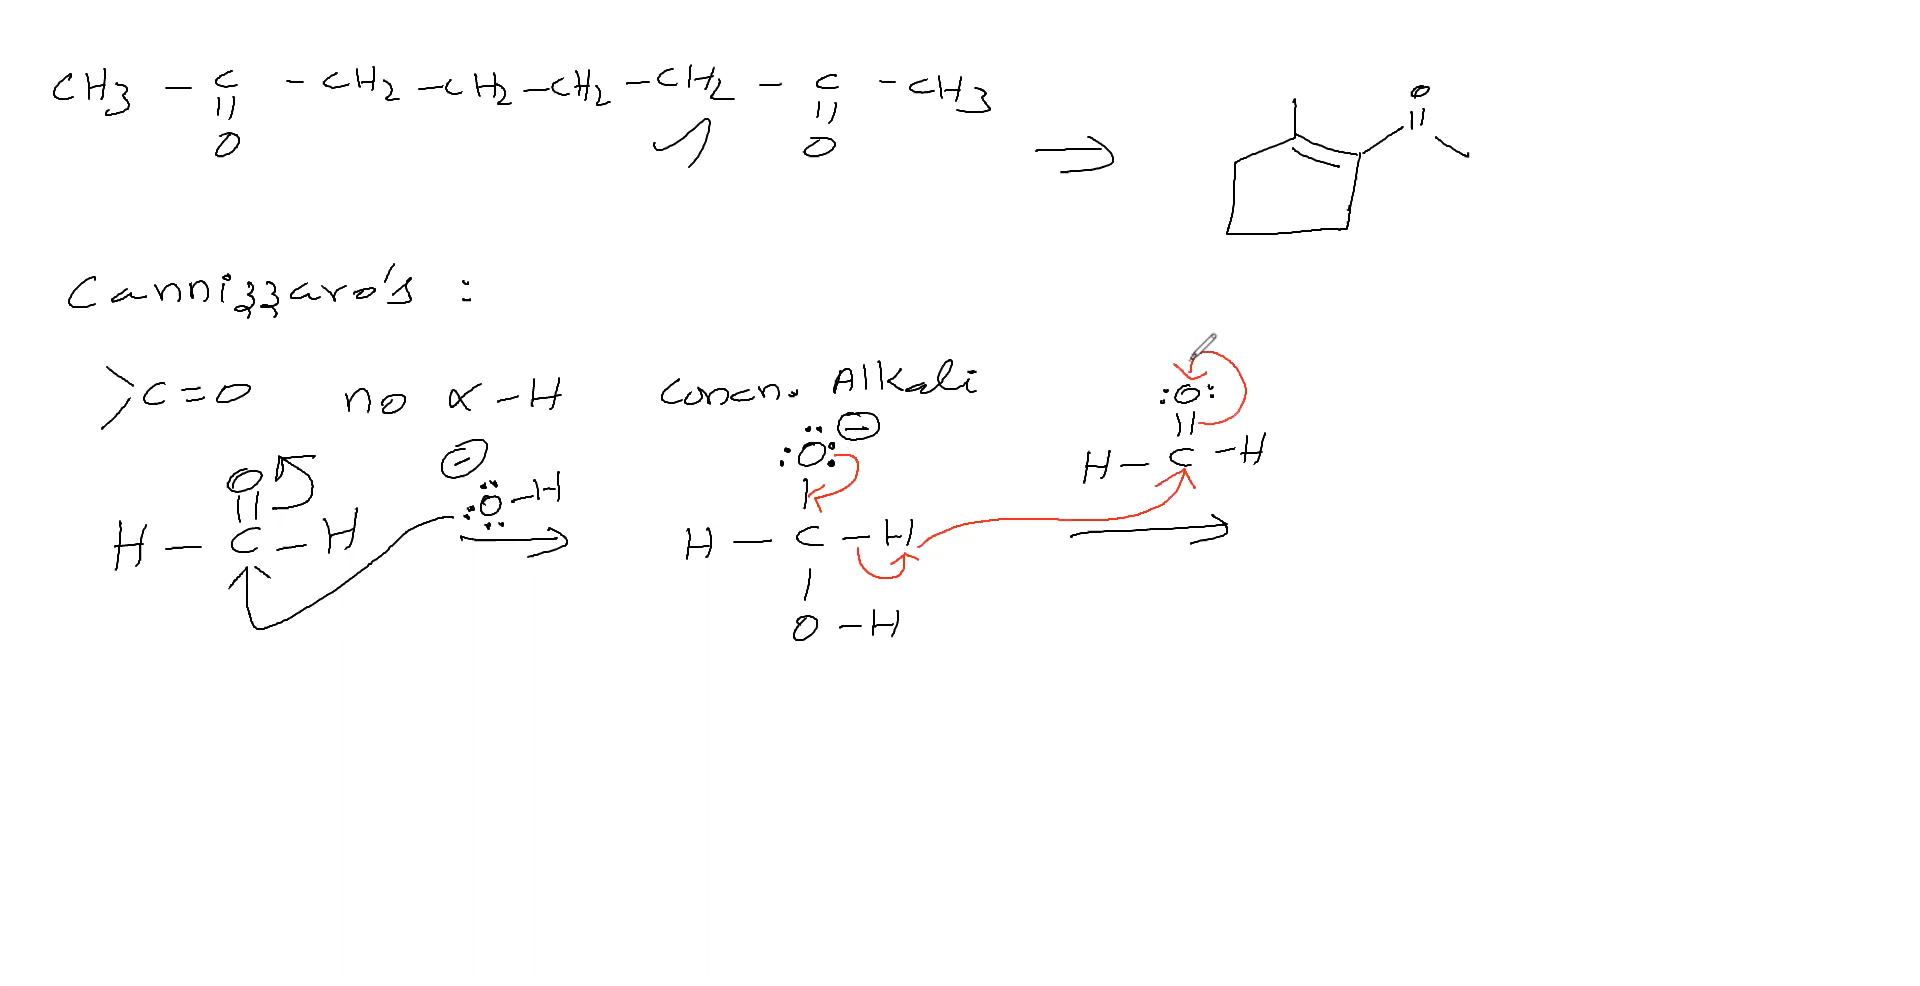 CH3 - C - CH2 - CH2 - CH2 - CH2 - C - CH3
O O O
Cannizzaro's :
C=O no α-H Concn. Alkali
H - C - H
O
O - H
H - C - H
O
O - H
H - C - H
O